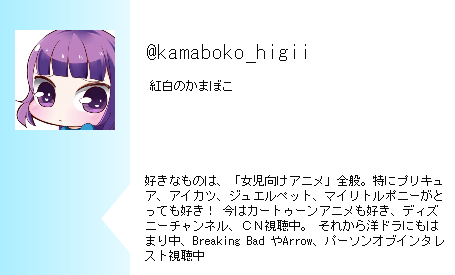 @kamaboko_higii
紅白のかまぼこ
好きなものは、「女児向けアニメ」全般。特にプリキュ
ア、アイカツ、ジュエルペット、マイリトルポニーがと
っても好き！ 今はカートゥーンアニメも好き、ディズ
ニーチャンネル、ＣＮ視聴中。 それから洋ドラにもは
まり中、Breaking Bad やArrow、パーソンオブインタレ
スト視聴中